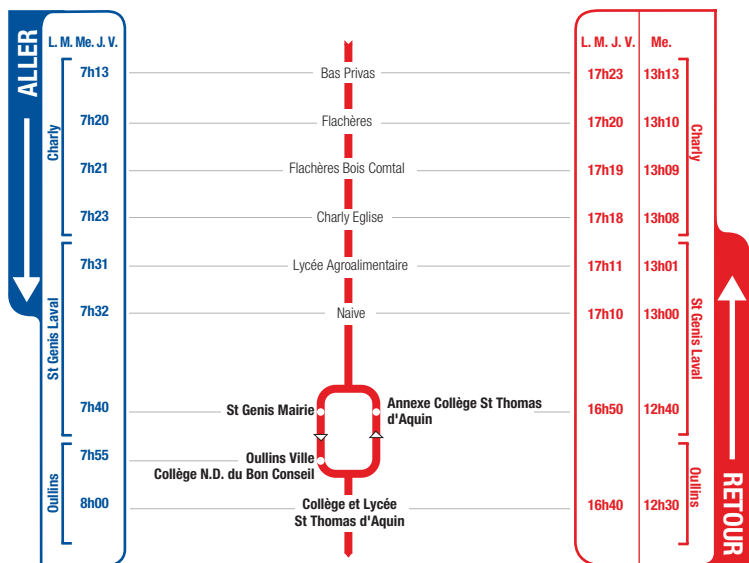 ALLER
L. M. Me. J. V.
L. M. J. V.
Me.
7h13
Bas Privas
17h23
13h13
7h20
Flachères
17h20
13h10
Charly
Charly
7h21
Flachères Bois Comtal
17h19
13h09
7h23
Charly Eglise
17h18
13h08
7h31
Lycée Agroalimentaire
17h11
13h01
7h32
Naive
17h10
13h00
St Genis Laval
St Genis Laval
7h40
St Genis Mairie
Annexe Collège St Thomas
d'Aquin
16h50
12h40
7h55
Oullins Ville
Collège N.D. du Bon Conseil
Oullins
Oullins
8h00
Collège et Lycée
St Thomas d'Aquin
16h40
12h30
RETOUR